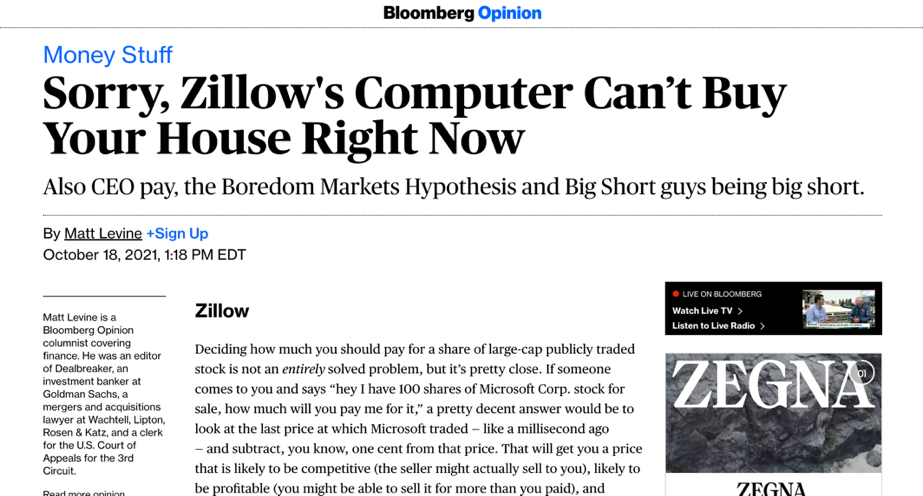 Bloomberg Opinion
Money Stuff
Sorry, Zillow's Computer Can’t Buy
Your House Right Now
Also CEO pay, the Boredom Markets Hypothesis and Big Short guys being big short.
By Matt Levine +Sign Up
October 18, 2021, 1:18 PM EDT
Matt Levine is a
Bloomberg Opinion
columnist covering
finance. He was an editor
of Dealbreaker, an
investment banker at
Goldman Sachs, a
mergers and acquisitions
lawyer at Wachtell, Lipton,
Rosen & Katz, and a clerk
for the U.S. Court of
Appeals for the 3rd
Circuit.
Read more opinion
Zillow
Deciding how much you should pay for a share of large-cap publicly traded
stock is not an entirely solved problem, but it’s pretty close. If someone
comes to you and says “hey I have 100 shares of Microsoft Corp. stock for
sale, how much will you pay me for it,” a pretty decent answer would be to
look at the last price at which Microsoft traded — like a millisecond ago
— and subtract, you know, one cent from that price. That will get you a price
that is likely to be competitive (the seller might actually sell to you), likely to
be profitable (you might be able to sell it for more than you paid), and
LIVE ON BLOOMBERG
Watch Live TV
Listen to Live Radio
ZEGNA
01
ZEGNA